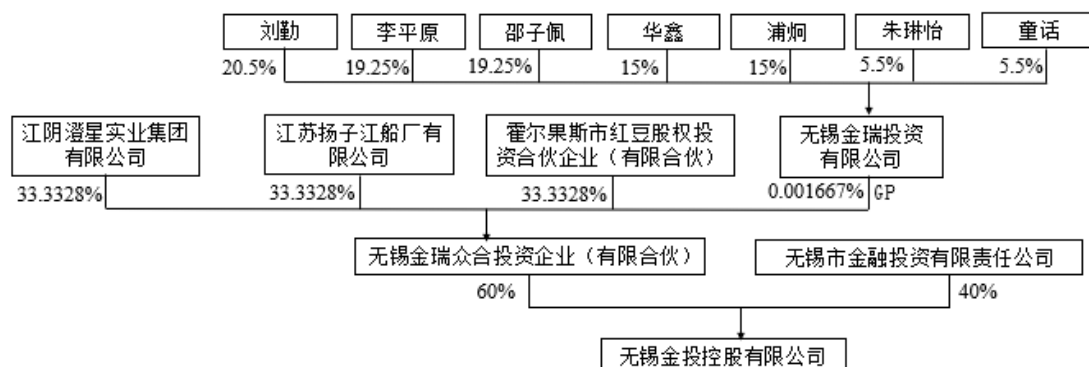 刘勤
李平原
邵子佩
华鑫
浦炯
朱琳怡
童话
20.5%
19.25%
19.25%
15%
15%
5.5%
5.5%
江阴澄星实业集团
有限公司
江苏扬子江船厂有
限公司
霍尔果斯市红豆股权投
资合伙企业（有限合伙）
无锡金瑞投资
有限公司
33.3328%
33.3328%
33.3328%
0.001667% GP
无锡金瑞众合投资企业（有限合伙）
无锡市金融投资有限责任公司
60%
40%
无锡金投控股有限公司